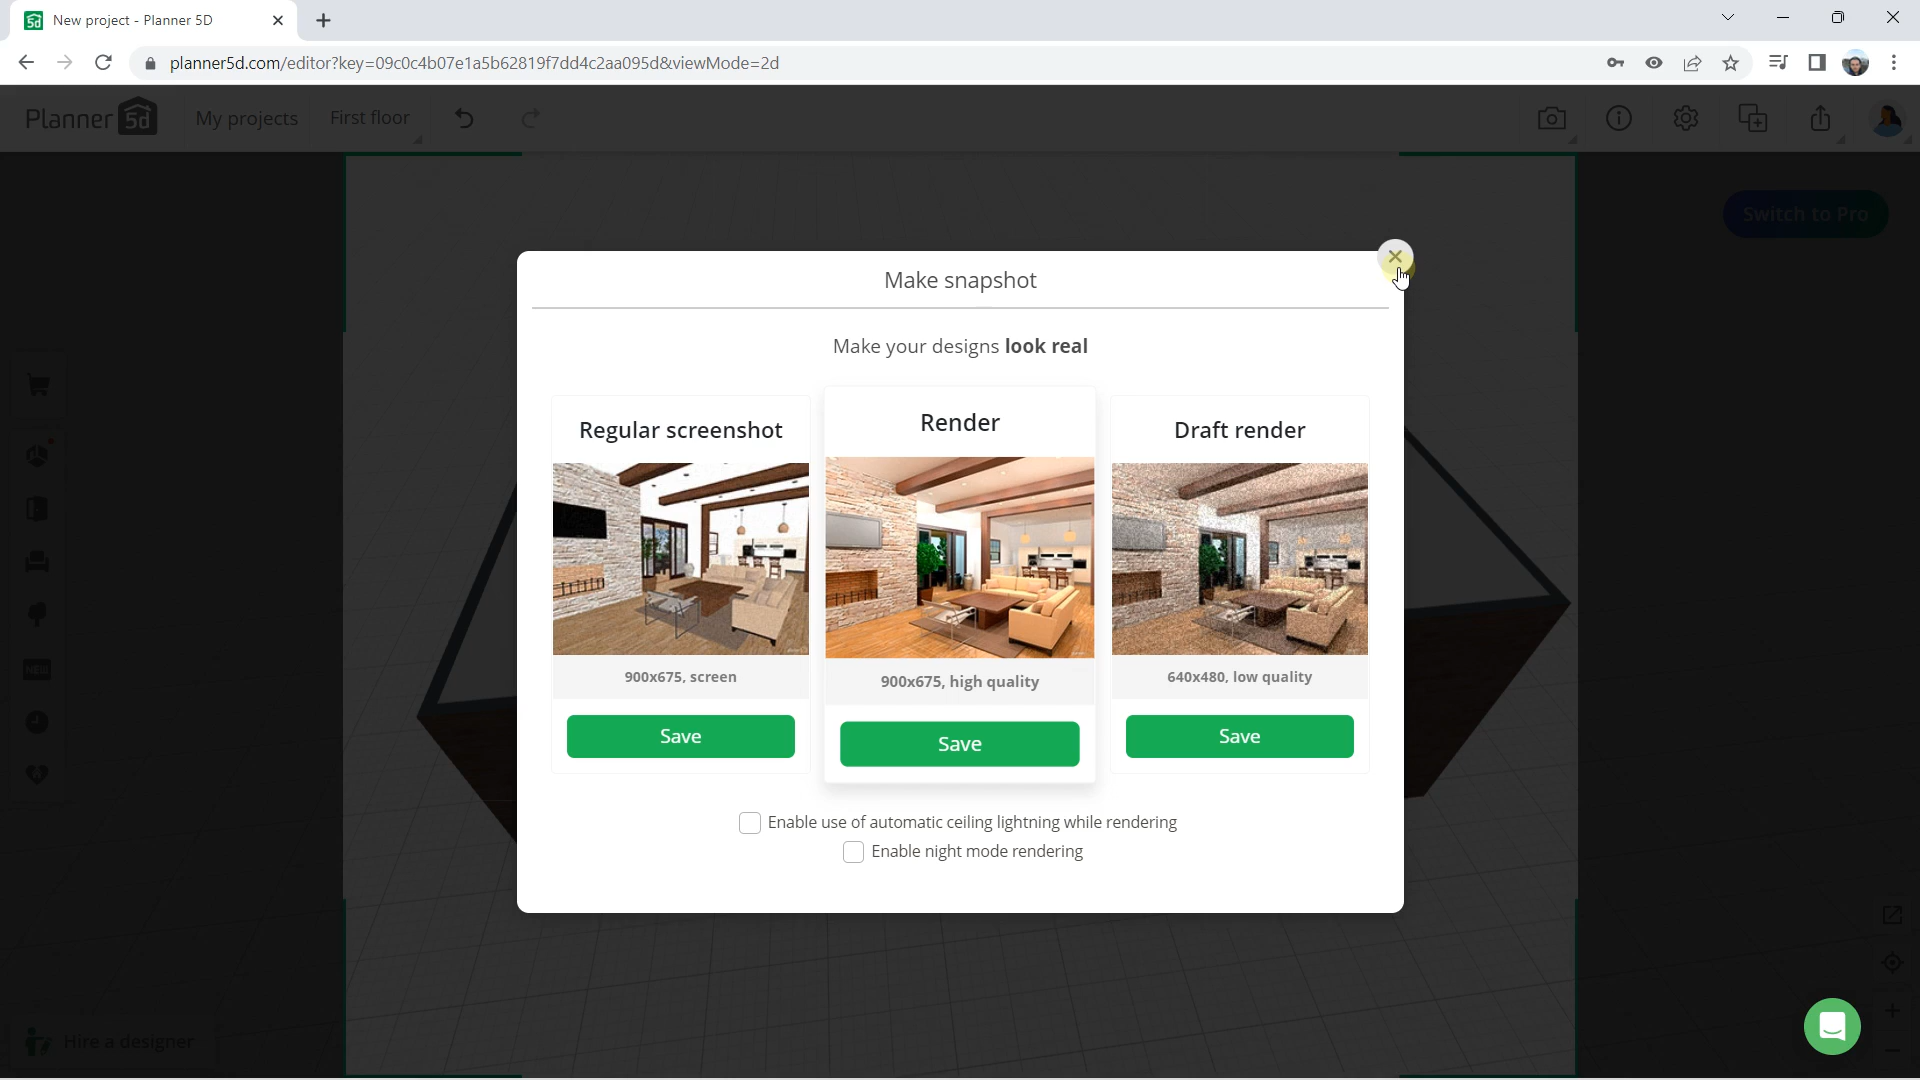 New project - Planner 5D
planner5d.com/editor?key=09c0c4b07e1a5b62819f7dd4c2aa095d&viewMode=2d
Planner 5d
My projects
First floor
Switch to Pro
Make snapshot
Make your designs look real
Regular screenshot
Render
Draft render
900x675, screen
900x675, high quality
640x480, low quality
Save
Save
Save
Enable use of automatic ceiling lightning while rendering
Enable night mode rendering
NEW
Hire a designer